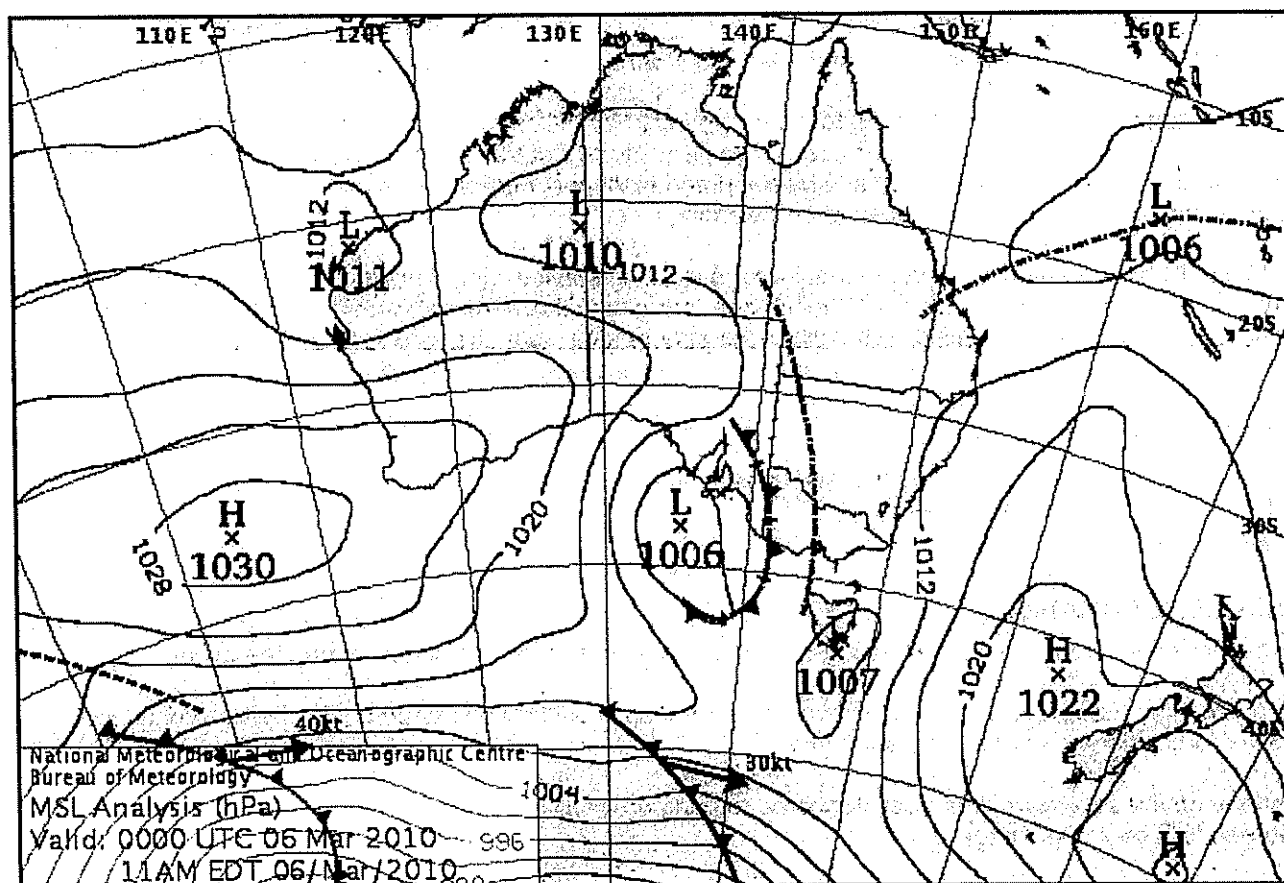 110E 120E 130E 140E 150E 160E
10S
L
1012
L
1011
L
1010
1012
L
1006
20S
H
1030
1028
1020
L
1006
1012
30S
1007
1020
H
1022
40S
40kt
30kt
1004
996
H
National Meteorological and Oceanographic Centre
Bureau of Meteorology
MSL Analysis (hPa)
Valid: 0000 UTC 06 Mar 2010
11AM EDT 06/Mar/2010